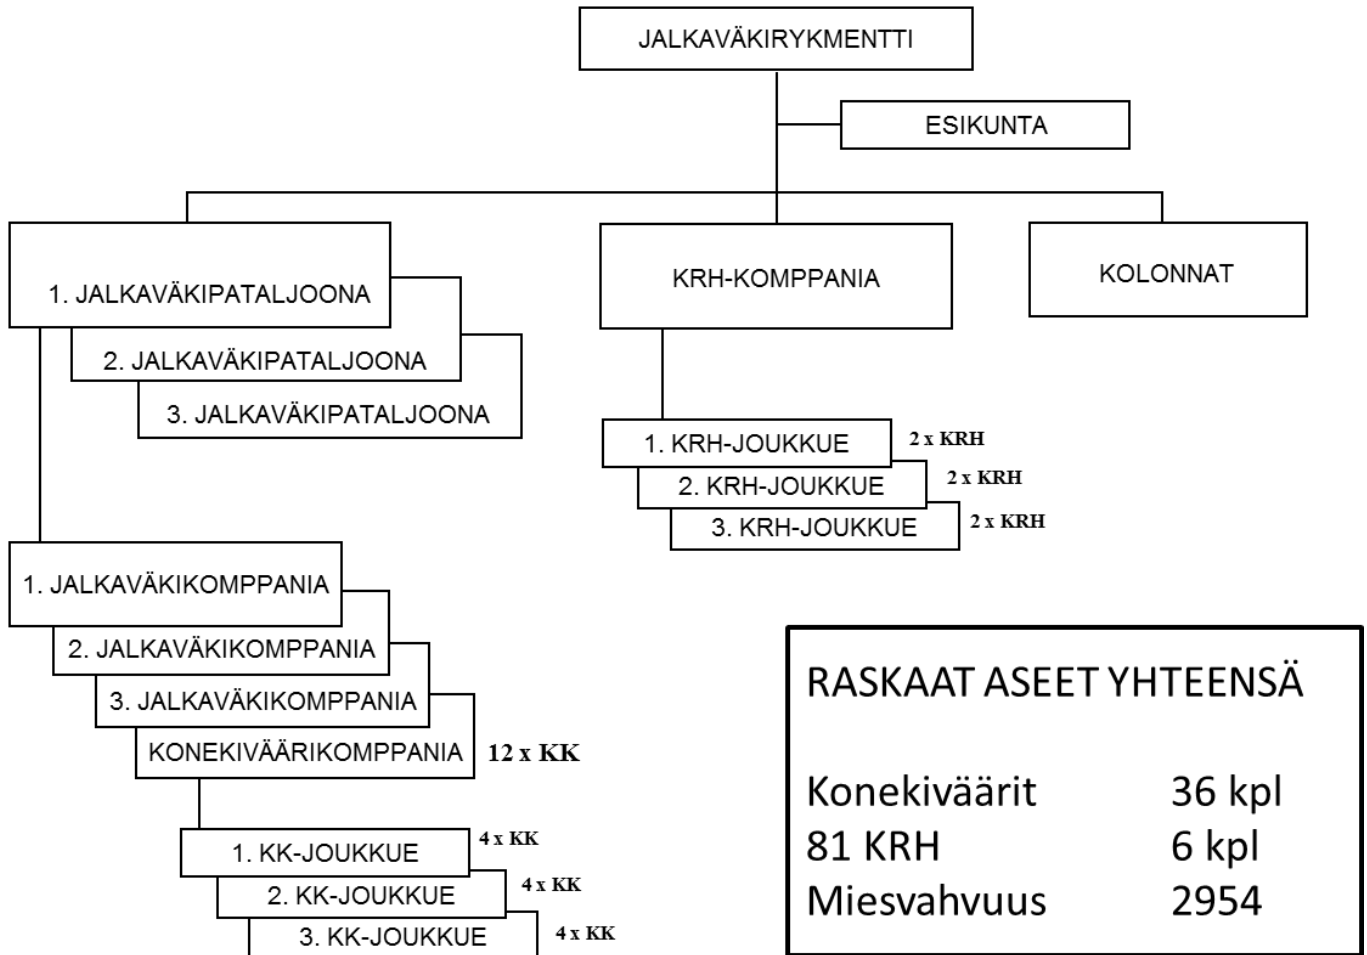 JALKAVÄKIRYKMENTTI
ESIKUNTA
1. JALKAVÄKIPATALJOONA
2. JALKAVÄKIPATALJOONA
3. JALKAVÄKIPATALJOONA
KRH-KOMPPANIA
KOLONNAT
1. KRH-JOUKKUE 2 x KRH
2. KRH-JOUKKUE 2 x KRH
3. KRH-JOUKKUE 2 x KRH
1. JALKAVÄKIKOMPPANIA
2. JALKAVÄKIKOMPPANIA
3. JALKAVÄKIKOMPPANIA
KONEKIVÄÄRIKOMPPANIA 12 x KK
1. KK-JOUKKUE 4 x KK
2. KK-JOUKKUE 4 x KK
3. KK-JOUKKUE 4 x KK
RASKAAT ASEET YHTEENSÄ
Konekiväärit 36 kpl
81 KRH 6 kpl
Miesvahvuus 2954